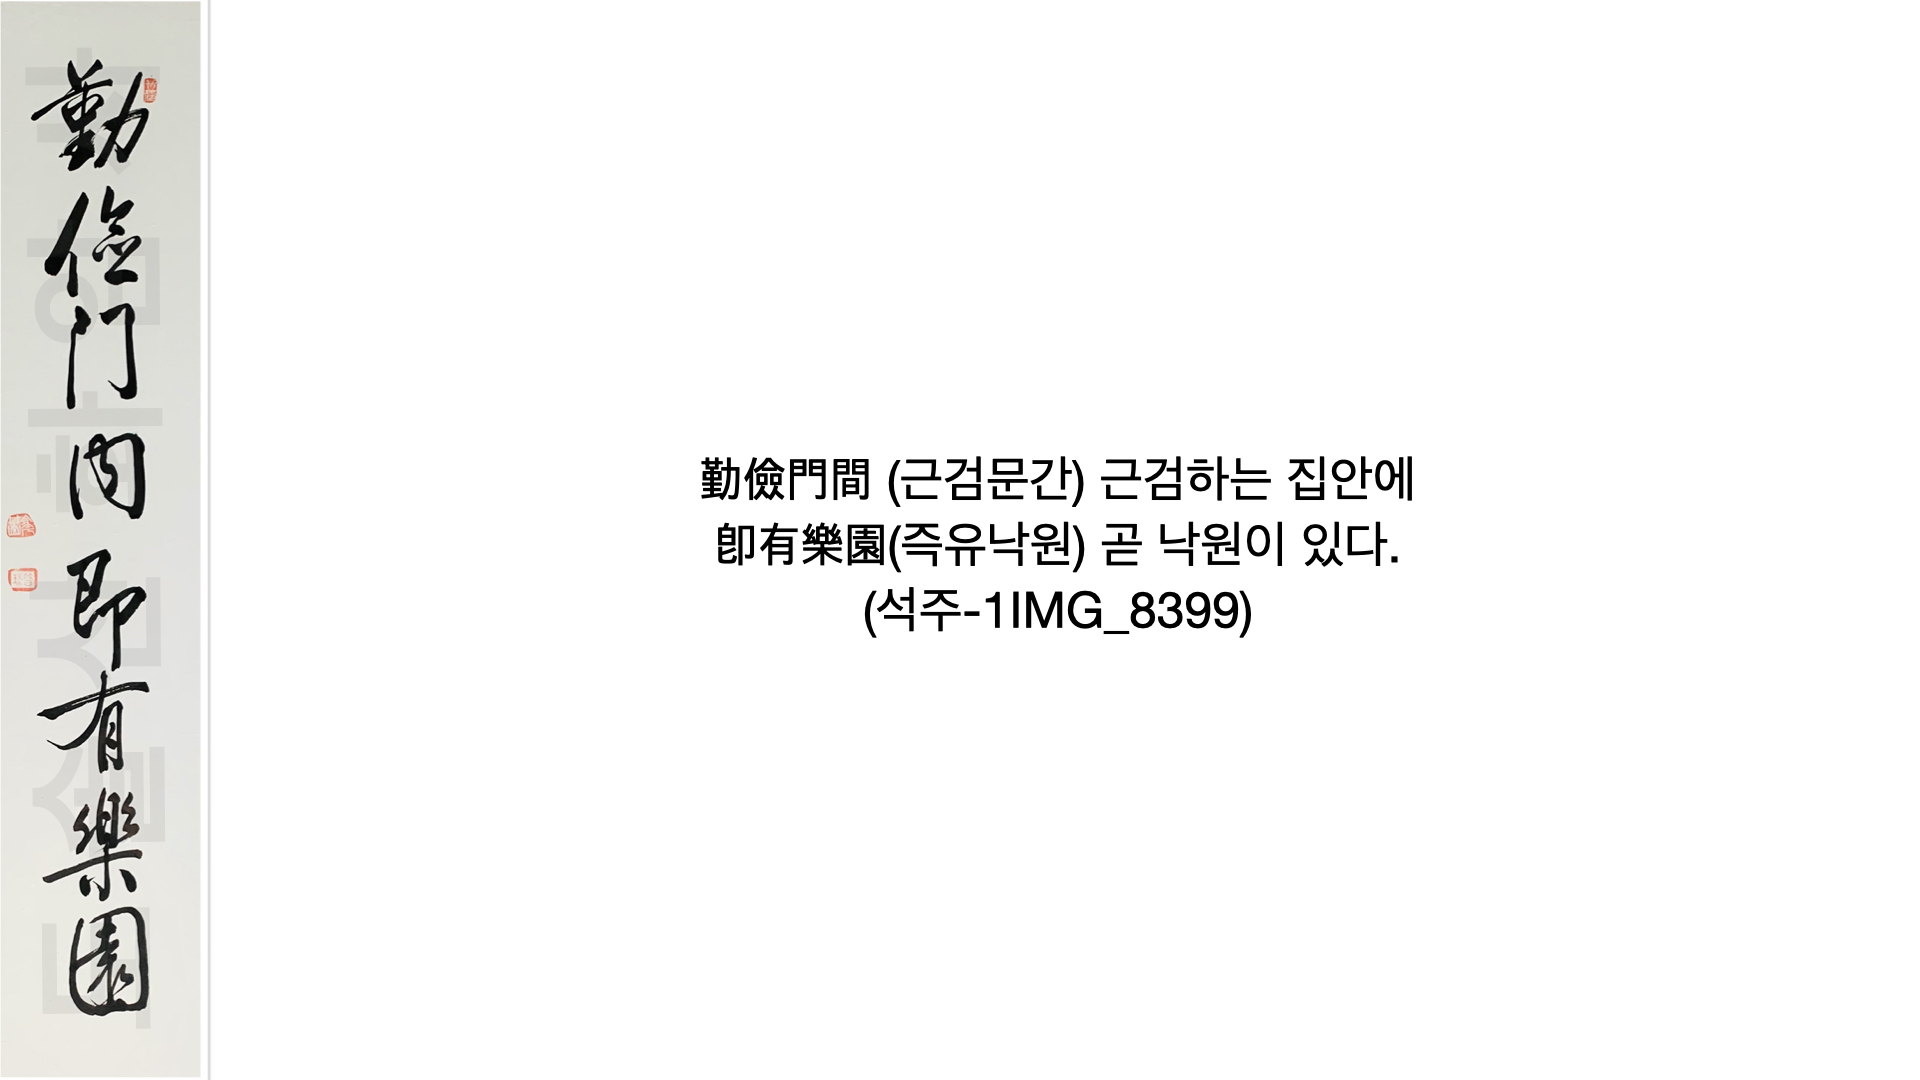 勤儉門內即有樂園
勤儉門間 (근검문간) 근검하는 집안에
卽有樂園(즉유낙원) 곧 낙원이 있다.
(석주-1IMG_8399)